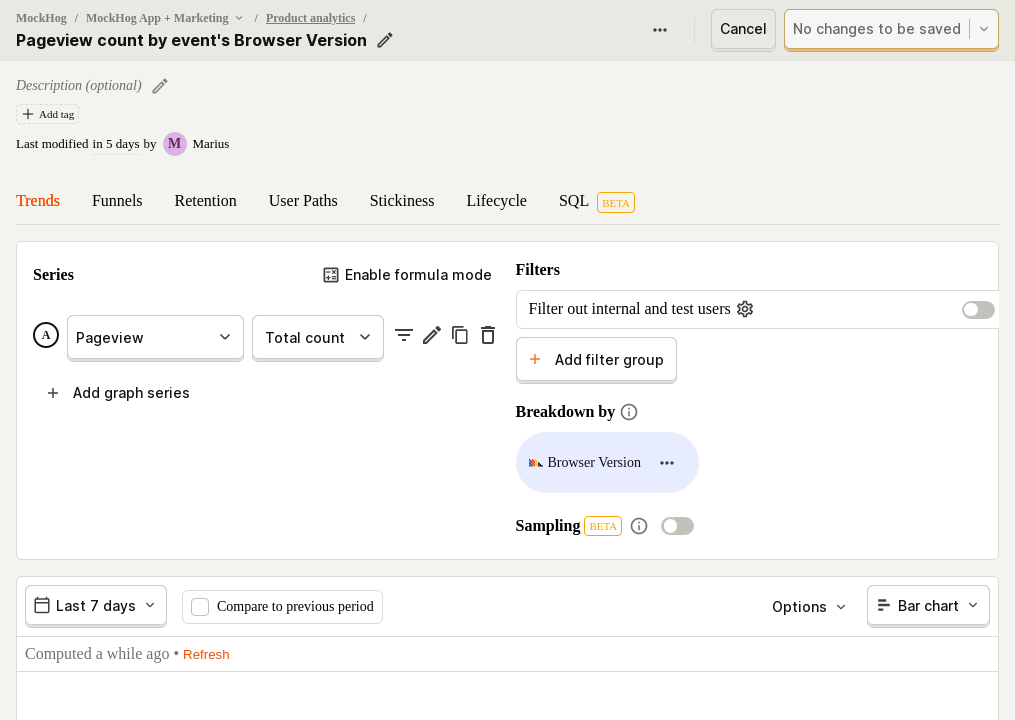 MockHog / MockHog App + Marketing / Product analytics /
Pageview count by event's Browser Version
Cancel
No changes to be saved
Description (optional)
Add tag
Last modified in 5 days by M Marius
Trends Funnels Retention User Paths Stickiness Lifecycle SQL BETA
Series
Enable formula mode
A Pageview Total count
Add graph series
Filters
Filter out internal and test users
Add filter group
Breakdown by
Browser Version
Sampling BETA
Last 7 days
Compare to previous period
Options
Bar chart
Computed a while ago • Refresh